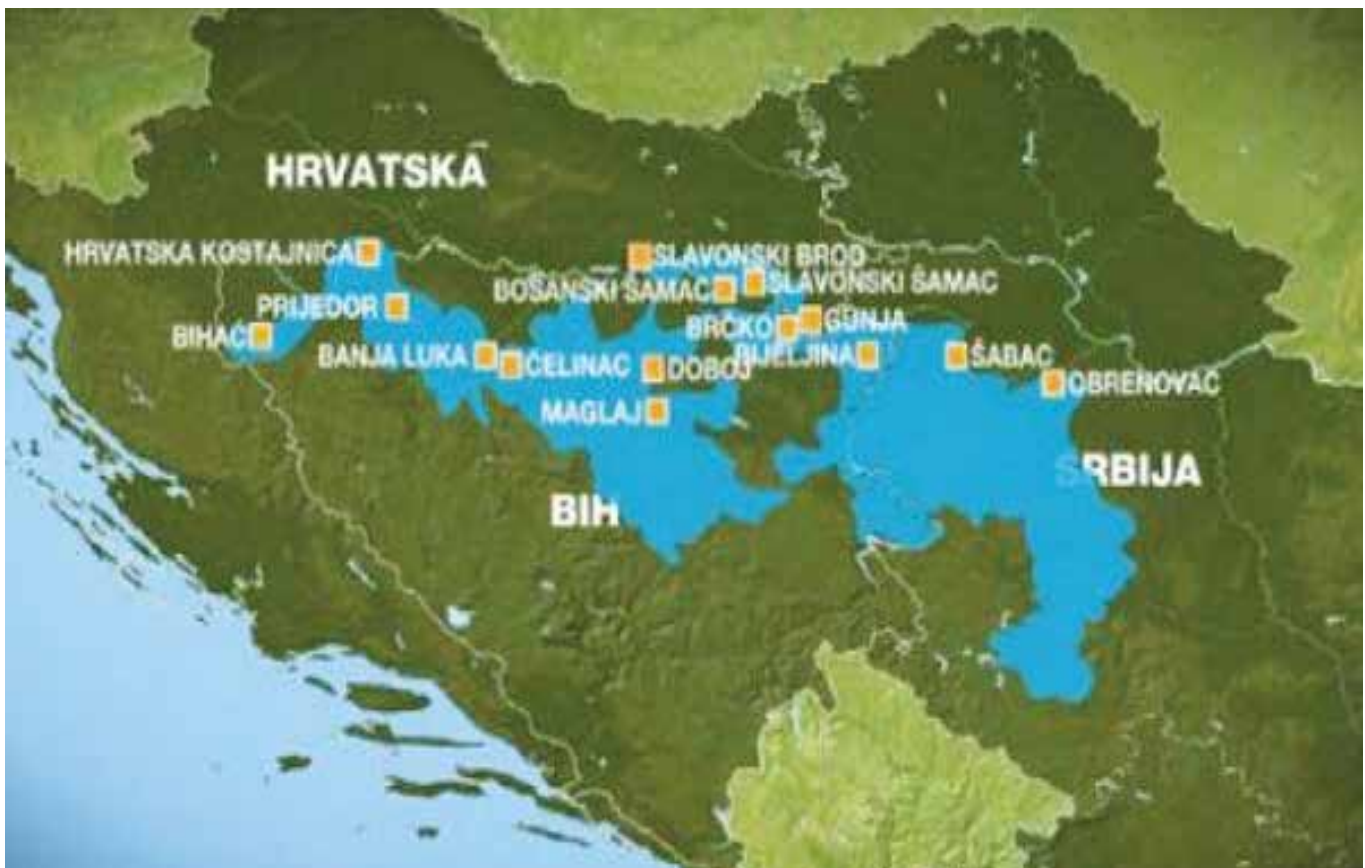 HRVATSKA
HRVATSKA KOSTAJNICA
SLAVONSKI BROD
SLAVONSKI ŠAMAC
BOSANSKI ŠAMAC
PRIJEDOR
GUNJA
BRČKO
BIHAĆ
BANJA LUKA
ČELINAC
DOBOJ
BIJELJINA
ŠABAC
OBRENOVAC
MAGLAJ
SRBIJA
BIH